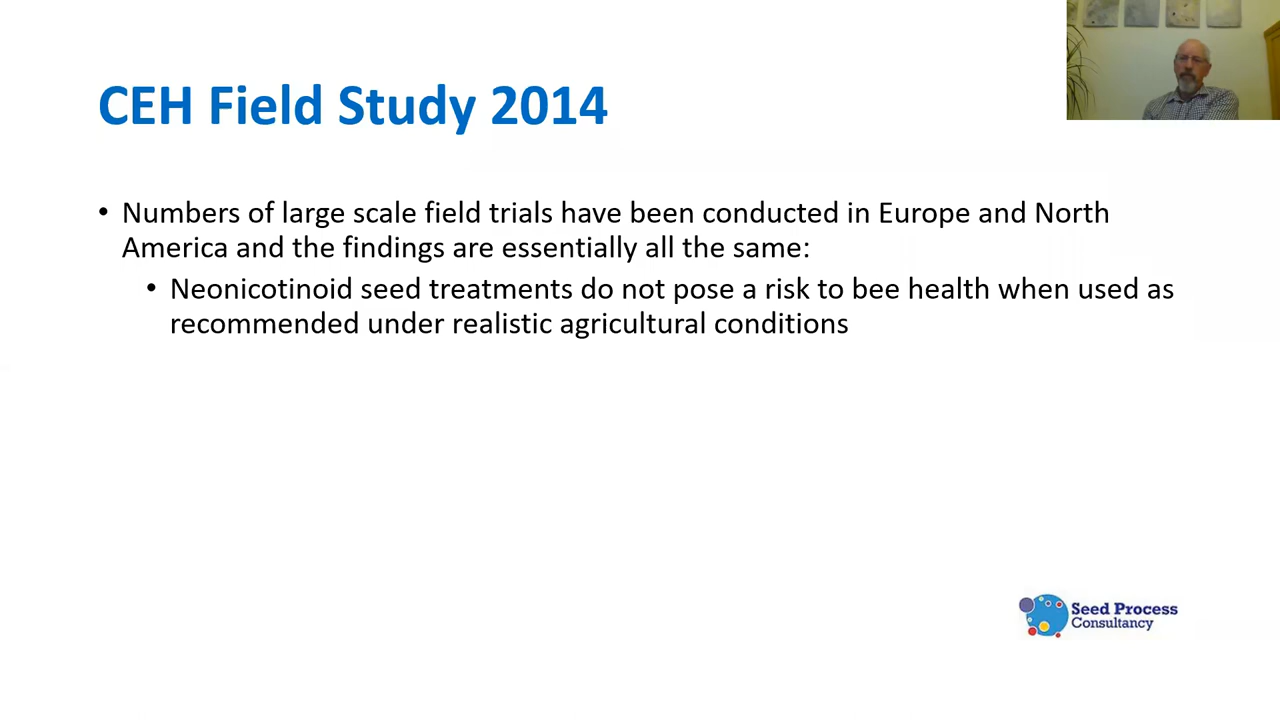 CEH Field Study 2014
• Numbers of large scale field trials have been conducted in Europe and North
America and the findings are essentially all the same:
• Neonicotinoid seed treatments do not pose a risk to bee health when used as
recommended under realistic agricultural conditions
Seed Process
Consultancy